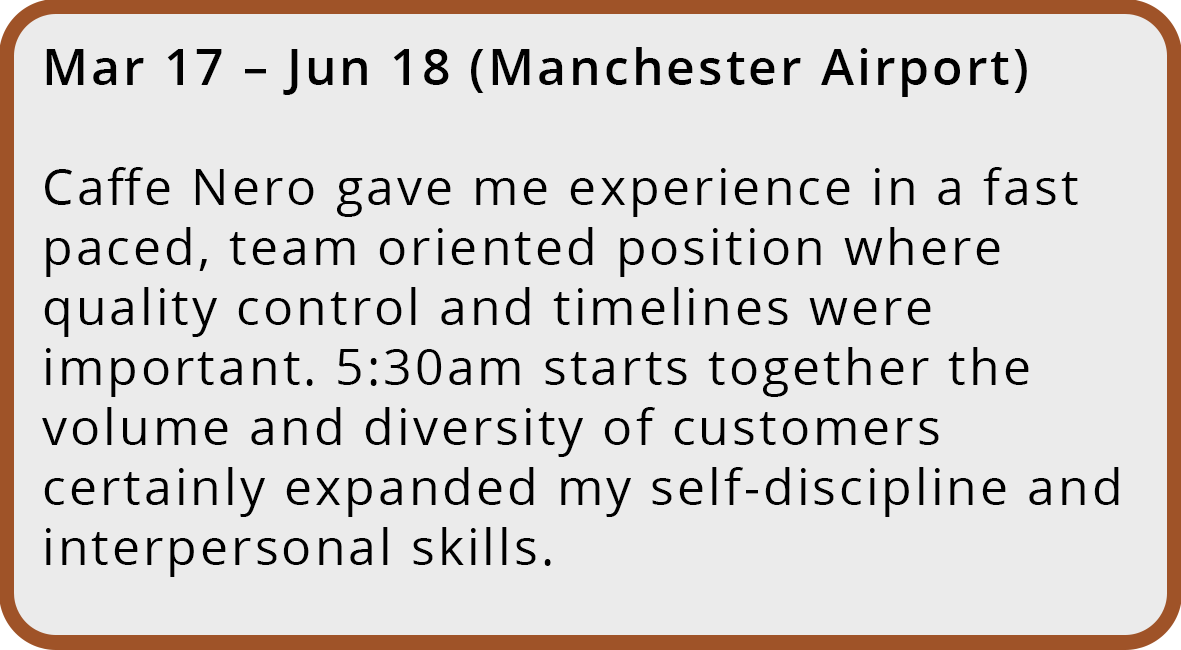 Mar 17 – Jun 18 (Manchester Airport)
Caffe Nero gave me experience in a fast
paced, team oriented position where
quality control and timelines were
important. 5:30am starts together the
volume and diversity of customers
certainly expanded my self-discipline and
interpersonal skills.